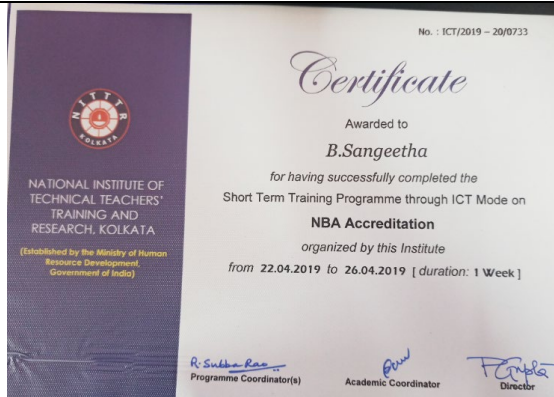 No. : ICT/2019 – 20/0733
Certificate
Awarded to
B.Sangeetha
for having successfully completed the
Short Term Training Programme through ICT Mode on
NBA Accreditation
organized by this Institute
from 22.04.2019 to 26.04.2019 [ duration: 1 Week ]
NITTTR
KOLKATA
NATIONAL INSTITUTE OF
TECHNICAL TEACHERS'
TRAINING AND
RESEARCH, KOLKATA
(Established by the Ministry of Human
Resource Development,
Government of India)
R. Subba Rao
Programme Coordinator(s)
Academic Coordinator
Director